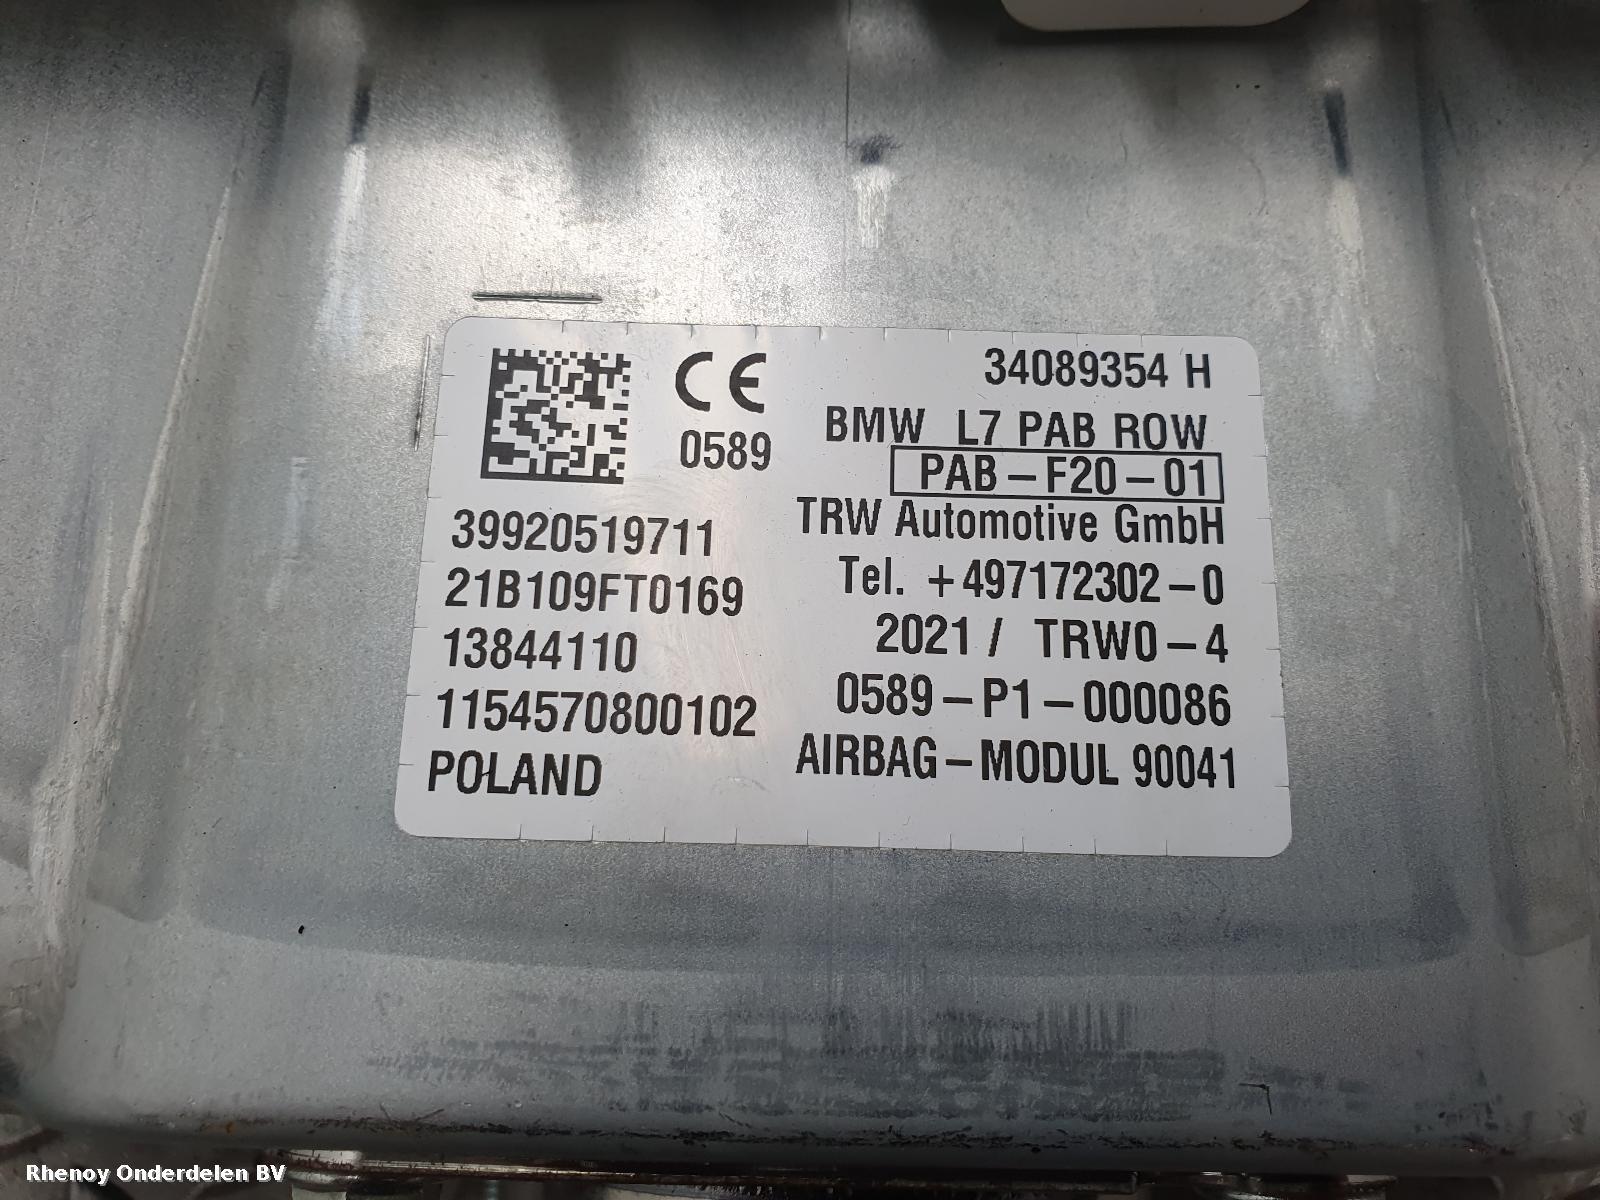 CE
0589
39920519711
21B109FT0169
13844110
1154570800102
POLAND
34089354 H
BMW L7 PAB ROW
PAB-F20-01
TRW Automotive GmbH
Tel. +497172302-0
2021 / TRW0-4
0589-P1-000086
AIRBAG-MODUL 90041
Rhenoy Onderdelen BV